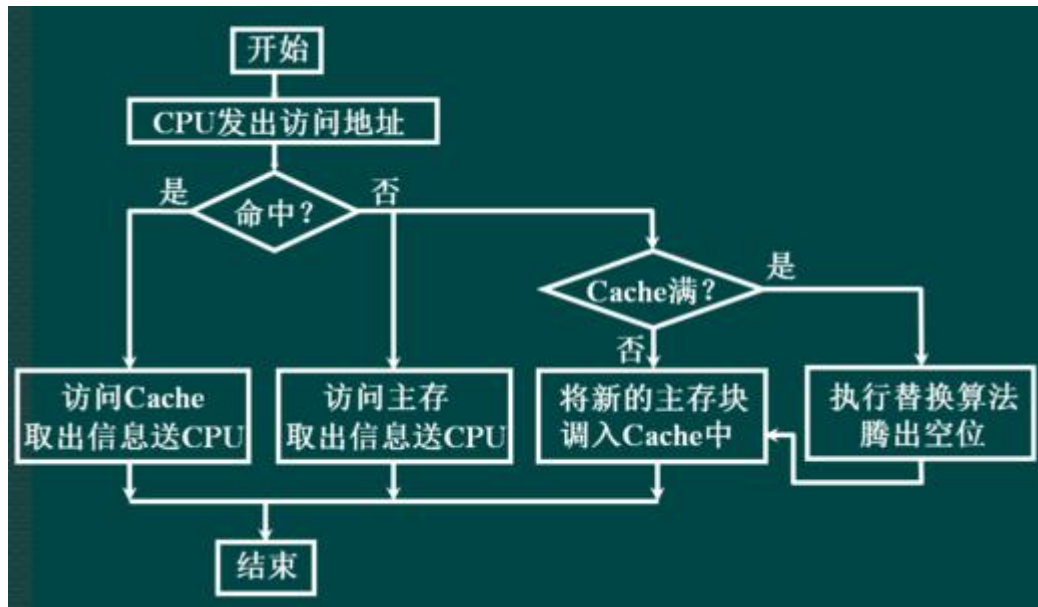 开始
CPU发出访问地址
是
否
命中？
是
Cache满？
否
访问Cache
取出信息送CPU
访问主存
取出信息送CPU
将新的主存块
调入Cache中
执行替换算法
腾出空位
结束